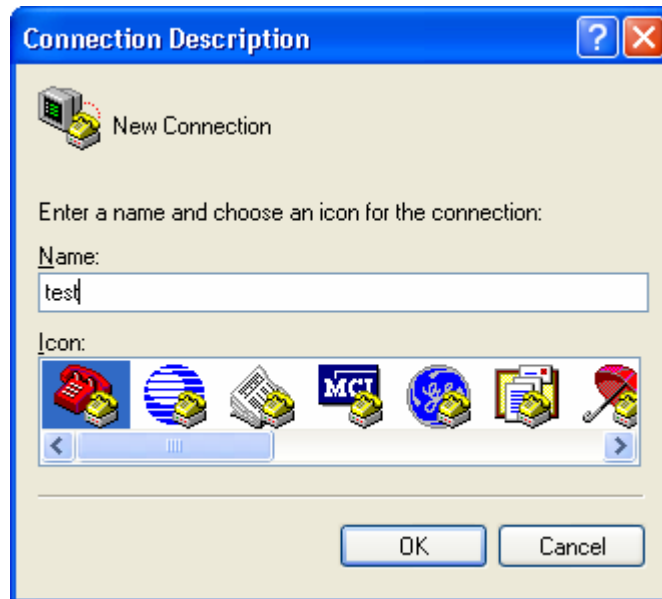 Connection Description
New Connection
Enter a name and choose an icon for the connection:
Name:
test
Icon:
MCI
OK Cancel